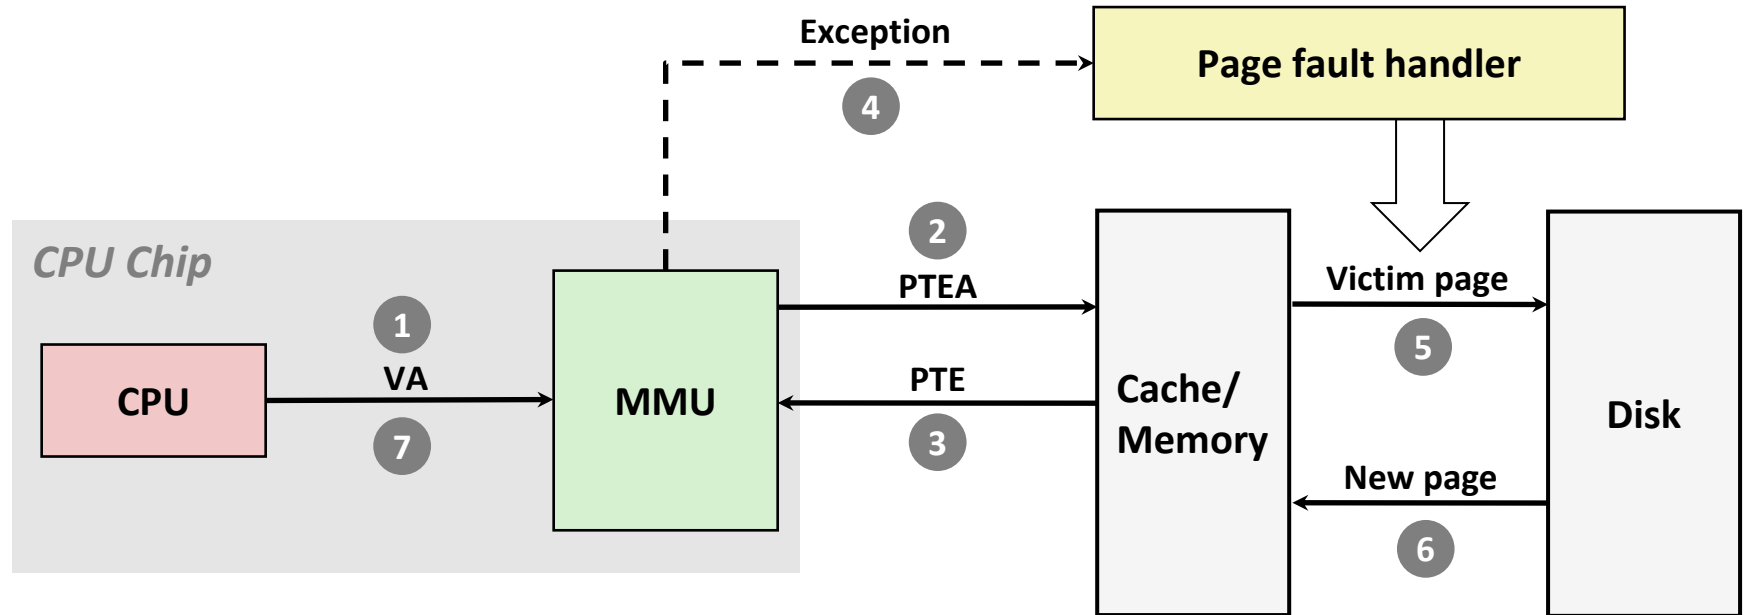 Exception
Page fault handler
4
CPU Chip
2
PTEA
Victim page
1
VA
5
CPU
MMU
PTE
Cache/
Memory
Disk
7
3
New page
6